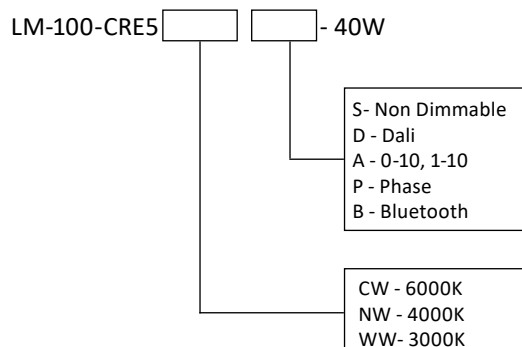 LM-100-CRE5 - 40W
S- Non Dimmable
D - Dali
A - 0-10, 1-10
P - Phase
B - Bluetooth
CW - 6000K
NW - 4000K
WW- 3000K